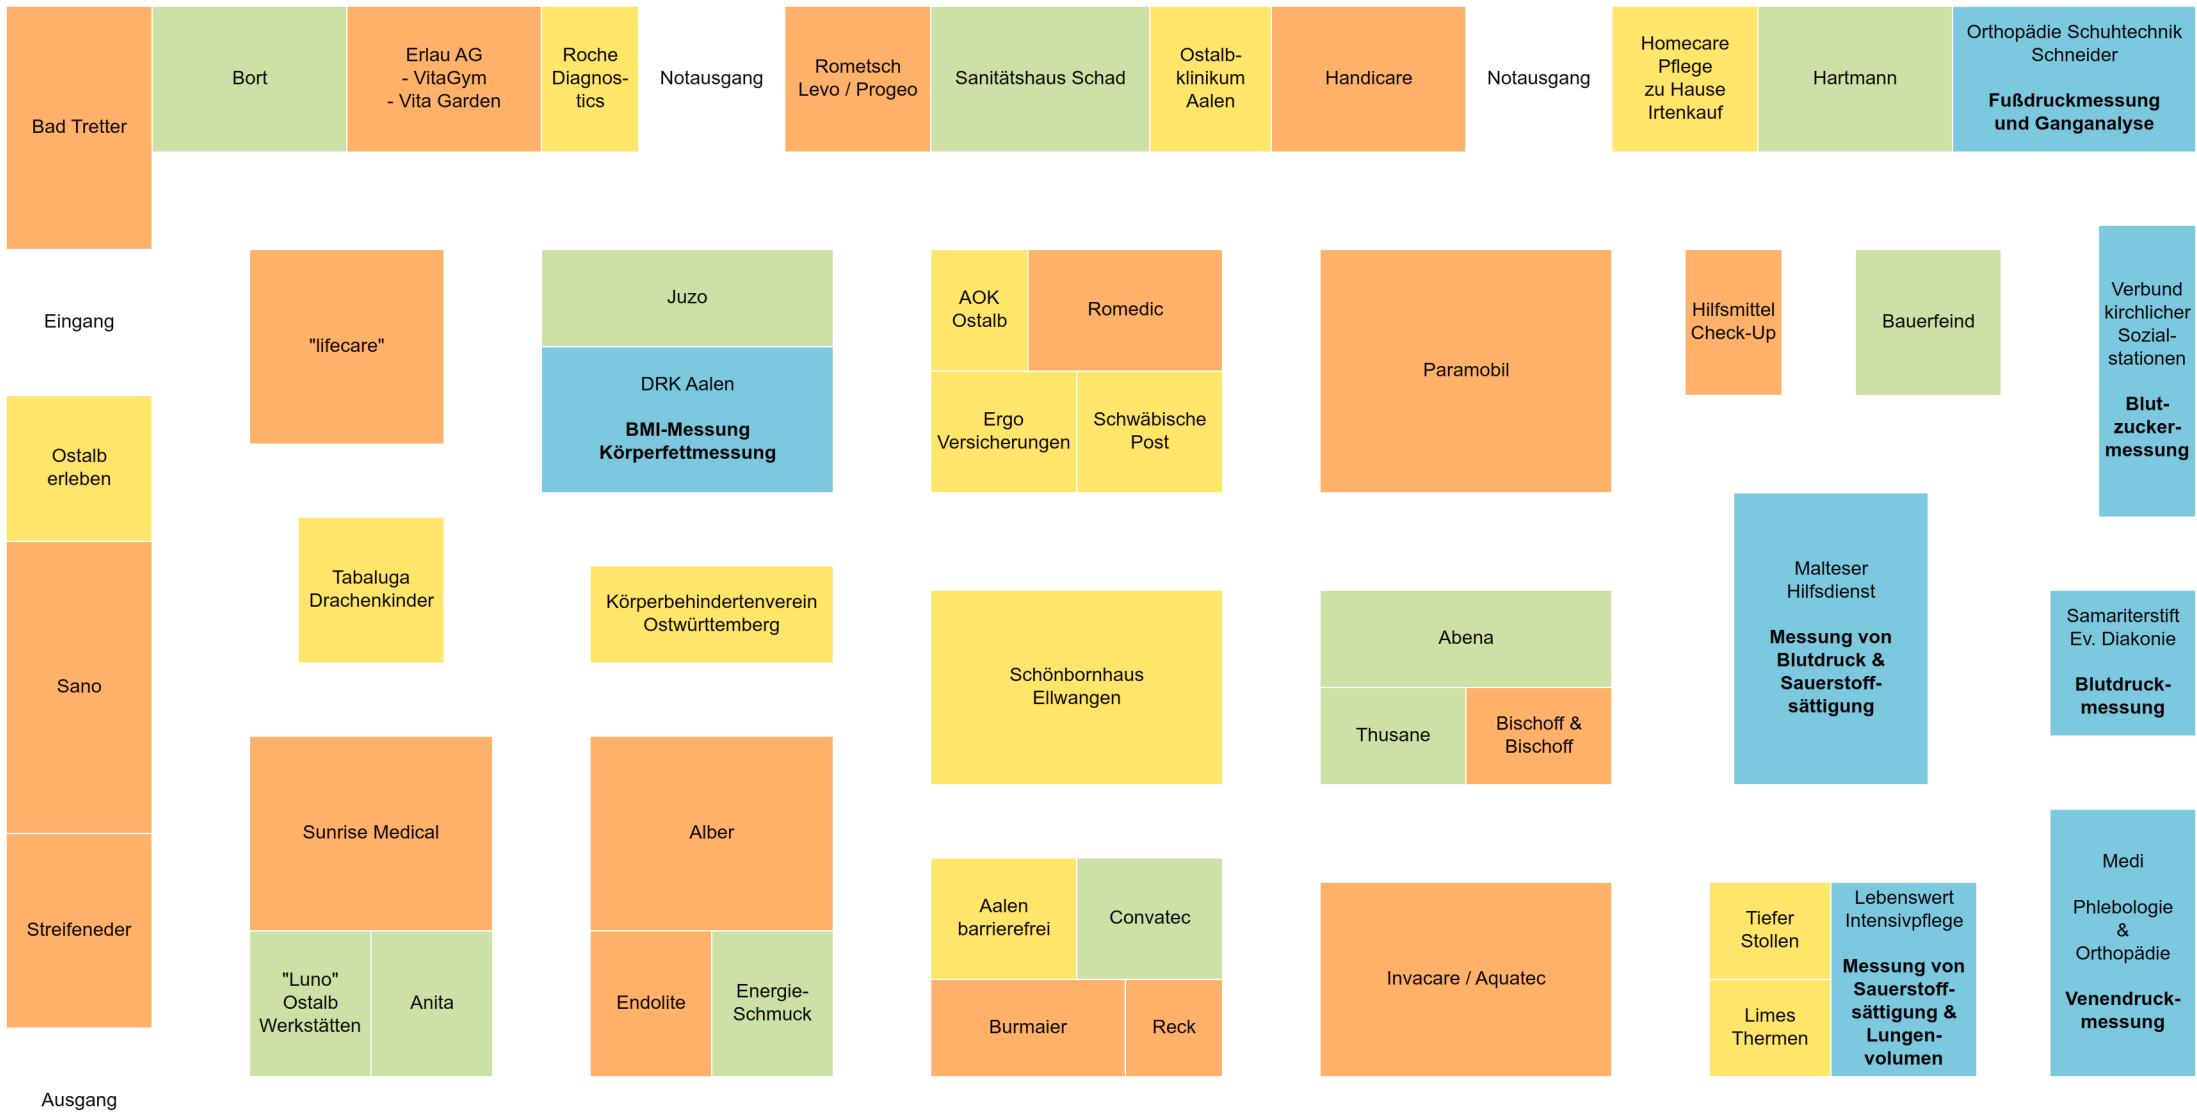 Bad Tretter
Bort
Erlau AG
- VitaGym
- Vita Garden
Roche
Diagnos-
tics
Notausgang
Rometsch
Levo / Progeo
Sanitätshaus Schad
Ostalb-
klinikum
Aalen
Handicare
Notausgang
Homecare
Pflege
zu Hause
Irtenkauf
Hartmann
Orthopädie Schuhtechnik
Schneider
Fußdruckmessung
und Ganganalyse
Eingang
"lifecare"
Juzo
DRK Aalen
BMI-Messung
Körperfettmessung
AOK
Ostalb
Romedic
Ergo
Versicherungen
Schwäbische
Post
Paramobil
Hilfsmittel
Check-Up
Bauerfeind
Verbund
kirchlicher
Sozial-
stationen
Blut-
zucker-
messung
Ostalb
erleben
Tabaluga
Drachenkinder
Körperbehindertenverein
Ostwürttemberg
Schönbornhaus
Ellwangen
Abena
Thusane
Bischoff &
Bischoff
Malteser
Hilfsdienst
Messung von
Blutdruck &
Sauerstoff-
sättigung
Samariterstift
Ev. Diakonie
Blutdruck-
messung
Sano
Streifeneder
Sunrise Medical
"Luno"
Ostalb
Werkstätten
Anita
Alber
Endolite
Energie-
Schmuck
Aalen
barrierefrei
Convatec
Burmaier
Reck
Invacare / Aquatec
Tiefer
Stollen
Limes
Thermen
Lebenswert
Intensivpflege
Messung von
Sauerstoff-
sättigung &
Lungen-
volumen
Medi
Phlebologie
&
Orthopädie
Venendruck-
messung
Ausgang